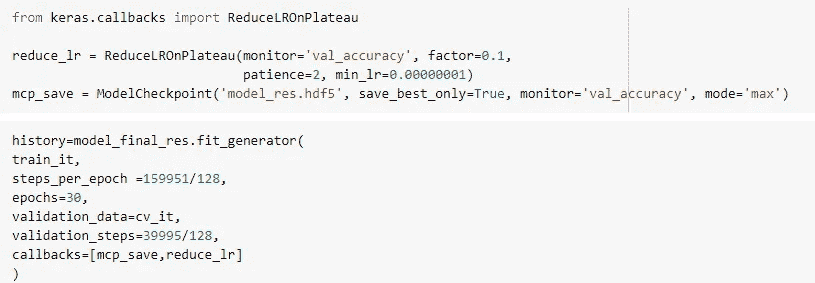 from keras.callbacks import ReduceLROnPlateau
reduce_lr = ReduceLROnPlateau(monitor='val_accuracy', factor=0.1,
patience=2, min_lr=0.00000001)
mcp_save = ModelCheckpoint('model_res.hdf5', save_best_only=True, monitor='val_accuracy', mode='max')
history=model_final_res.fit_generator(
train_it,
steps_per_epoch =159951/128,
epochs=30,
validation_data=cv_it,
validation_steps=39995/128,
callbacks=[mcp_save,reduce_lr]
)